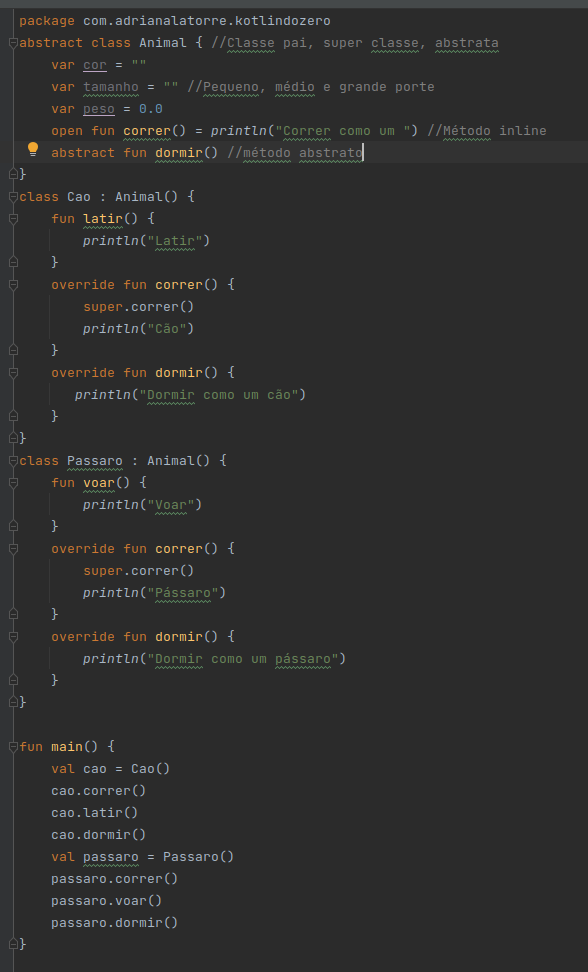 package com.adrianalatorre.kotlindozero
abstract class Animal { //Classe pai, super classe, abstrata
    var cor = ""
    var tamanho = "" //Pequeno, médio e grande porte
    var peso = 0.0
    open fun correr() = println("Correr como um ") //Método inline
    abstract fun dormir() //método abstrato
}
class Cao : Animal() {
    fun latir() {
        println("Latir")
    }
    override fun correr() {
        super.correr()
        println("Cão")
    }
    override fun dormir() {
       println("Dormir como um cão")
    }
}
class Passaro : Animal() {
    fun voar() {
        println("Voar")
    }
    override fun correr() {
        super.correr()
        println("Pássaro")
    }
    override fun dormir() {
        println("Dormir como um pássaro")
    }
}
fun main() {
    val cao = Cao()
    cao.correr()
    cao.latir()
    cao.dormir()
    val passaro = Passaro()
    passaro.correr()
    passaro.voar()
    passaro.dormir()
}